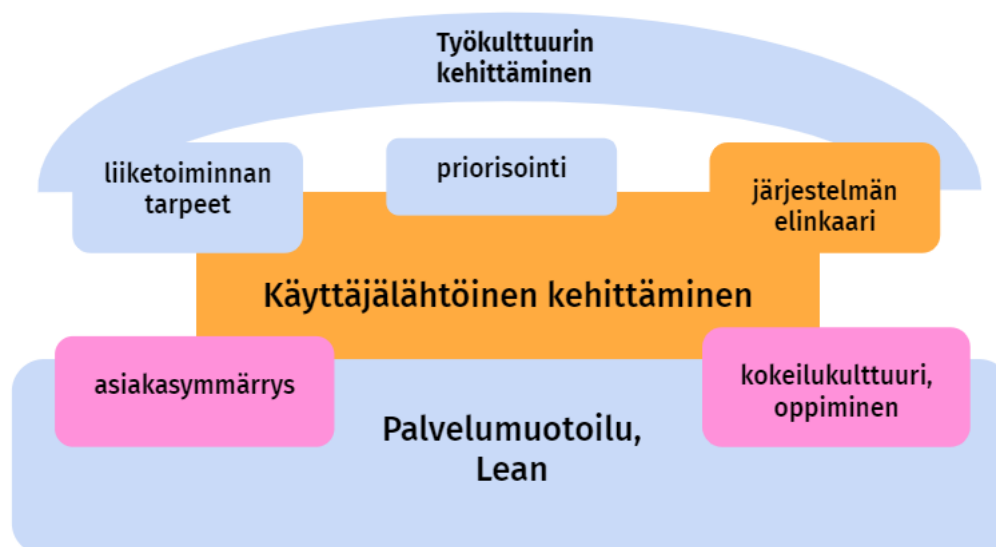 Työkulttuurin
kehittäminen
liiketoiminnan
tarpeet
priorisointi
järjestelmän
elinkaari
Käyttäjälähtöinen kehittäminen
asiakasymmärrys
kokeilukulttuuri,
oppiminen
Palvelumuotoilu,
Lean